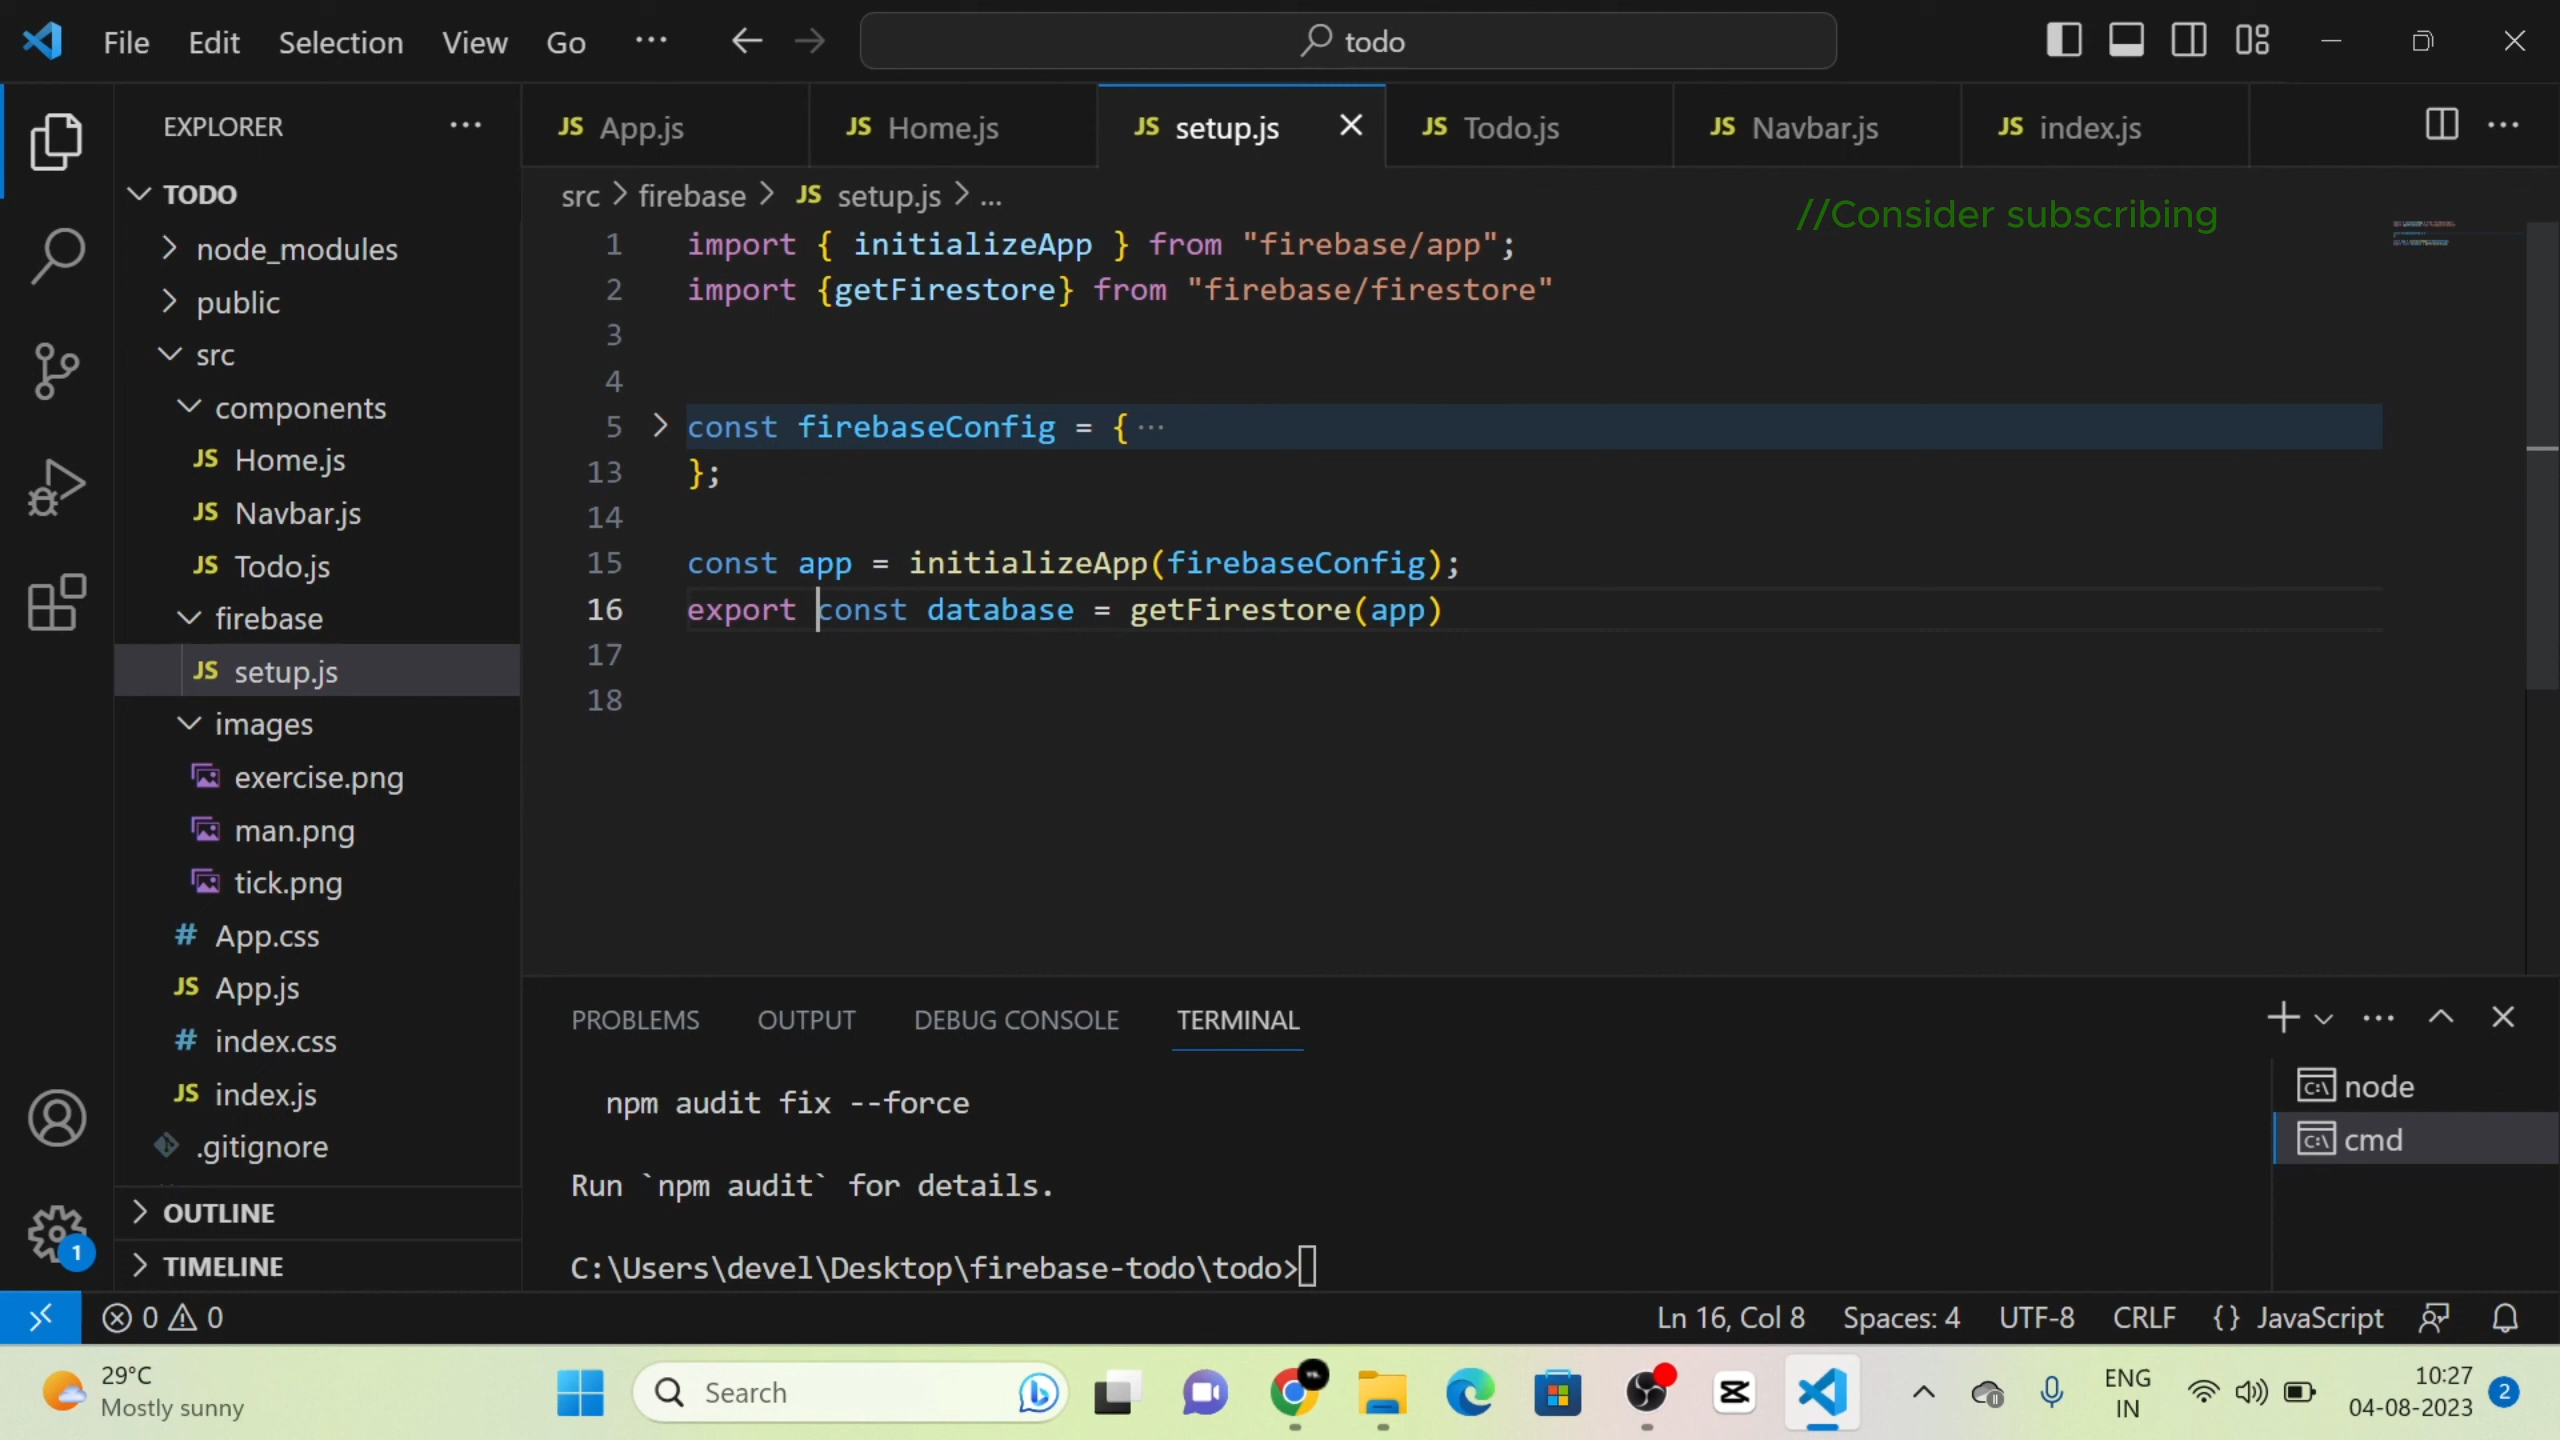 File Edit Selection View Go ··· todo
EXPLORER ···
TODO
node_modules
public
src
components
JS Home.js
JS Navbar.js
JS Todo.js
firebase
JS setup.js
images
exercise.png
man.png
tick.png
# App.css
JS App.js
# index.css
JS index.js
.gitignore
OUTLINE
TIMELINE
1
JS App.js JS Home.js JS setup.js JS Todo.js JS Navbar.js JS index.js
src > firebase > JS setup.js > ...
//Consider subscribing
1 import { initializeApp } from "firebase/app";
2 import {getFirestore} from "firebase/firestore"
3
4
5 const firebaseConfig = { ···
13 };
14
15 const app = initializeApp(firebaseConfig);
16 export const database = getFirestore(app)
17
18
PROBLEMS OUTPUT DEBUG CONSOLE TERMINAL
npm audit fix --force
Run `npm audit` for details.
C:\Users\devel\Desktop\firebase-todo\todo>
node
cmd
0 0 Ln 16, Col 8 Spaces: 4 UTF-8 CRLF {} JavaScript
29°C
Mostly sunny
Search
ENG
IN
10:27
04-08-2023
2